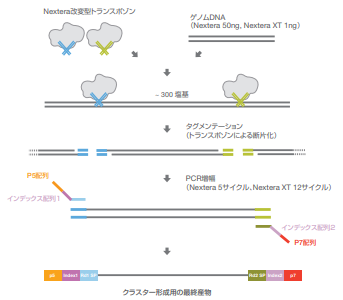 Nextera改変型トランスポゾン
ゲノムDNA
（Nextera 50ng, Nextera XT 1ng）
~ 300 塩基
タグメンテーション
（トランスポゾンによる断片化）
P5配列
PCR増幅
（Nextera 5サイクル、Nextera XT 12サイクル）
インデックス配列1
インデックス配列2
P7配列
p5 Index1 Rd1 SP
Rd2 SP Index2 p7
クラスター形成用の最終産物